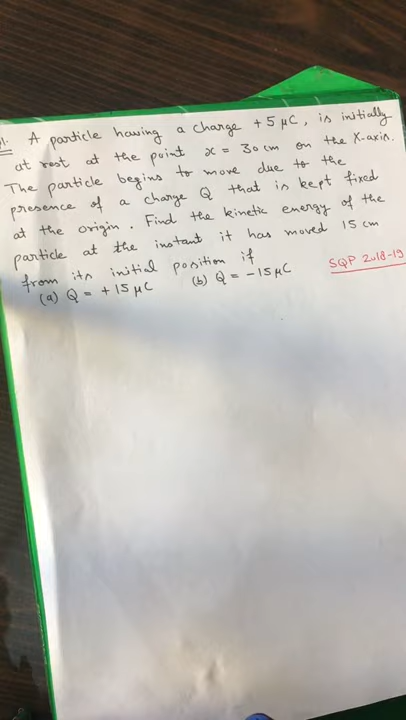 Q1. A particle having a charge +5 μC, is initially
at rest at the point x = 30 cm on the X-axis.
The particle begins to move due to the
presence of a charge Q that is kept fixed
at the origin. Find the kinetic energy of the
particle at the instant it has moved 15 cm
from its initial position if
(a) Q = +15 μC (b) Q = -15 μC SQP 2018-19